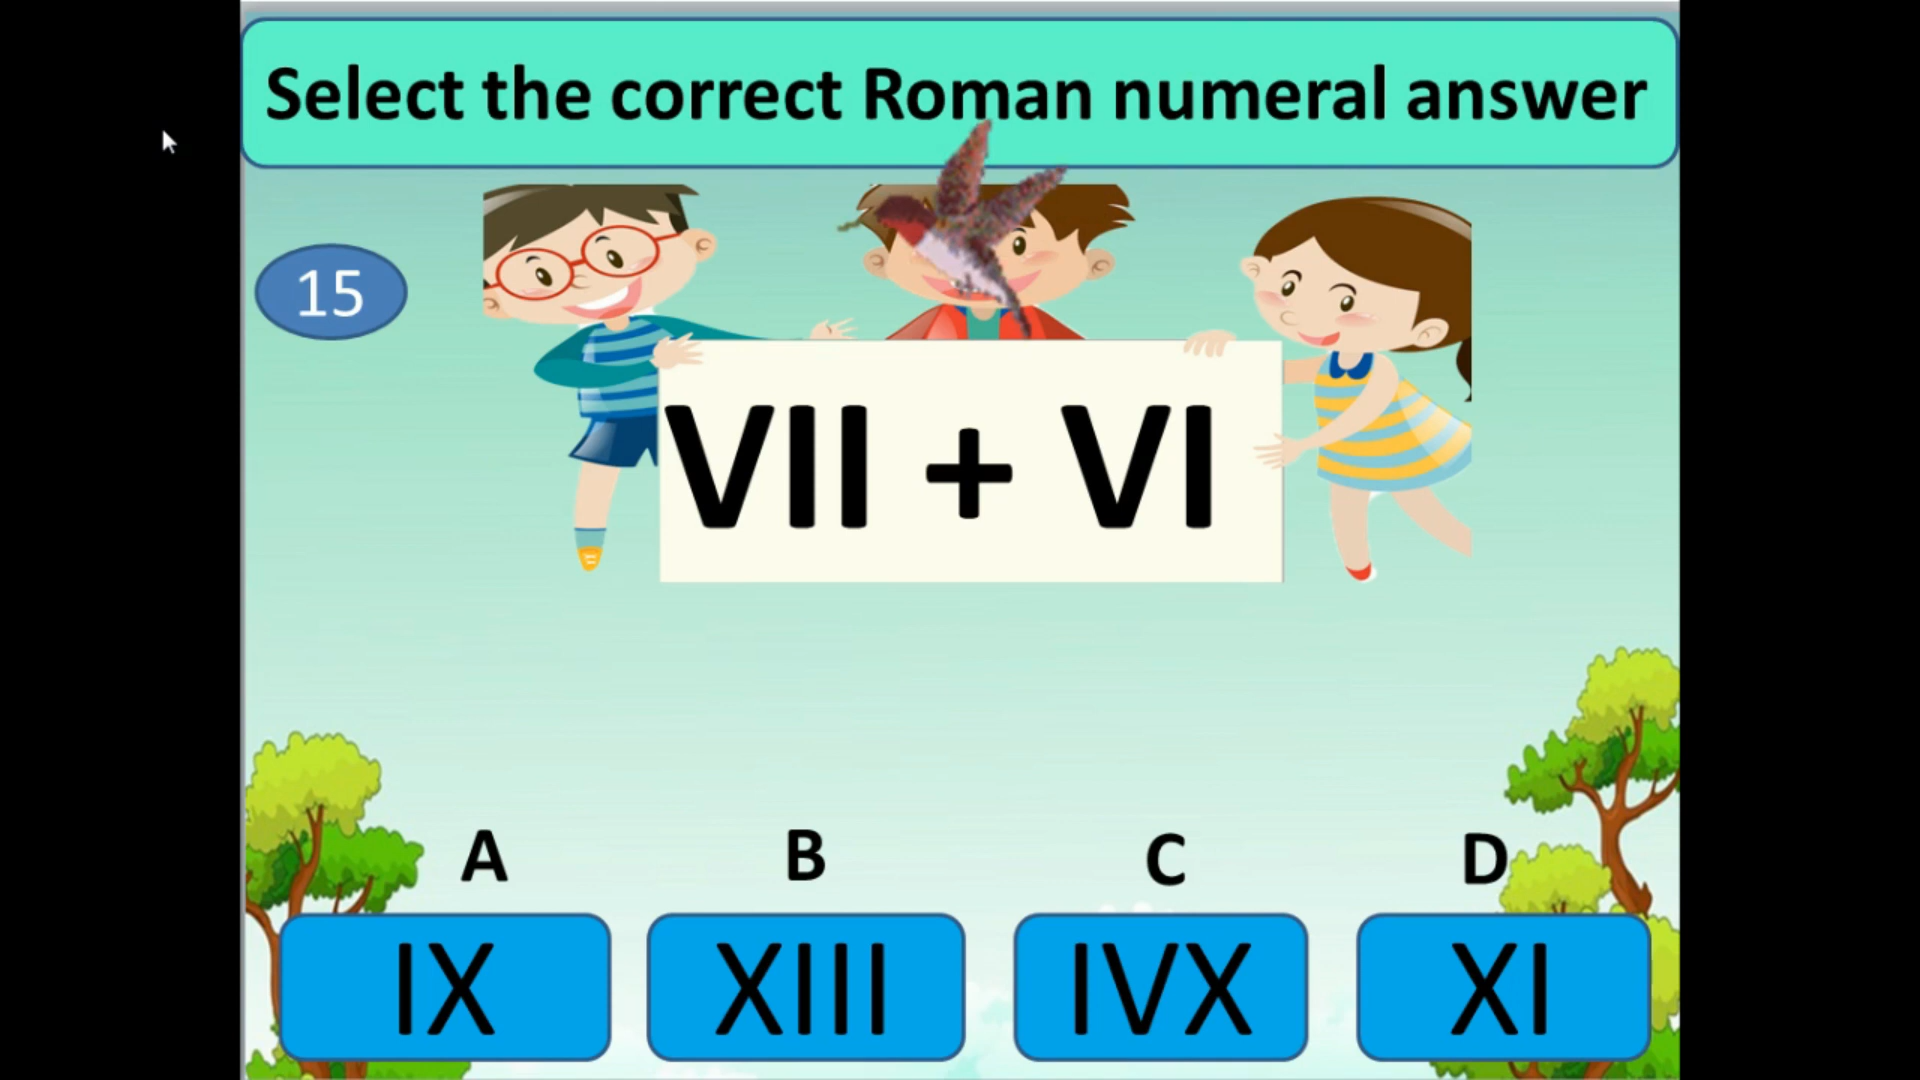 Select the correct Roman numeral answer
15
VII + VI
A B C D
IX XIII IVX XI